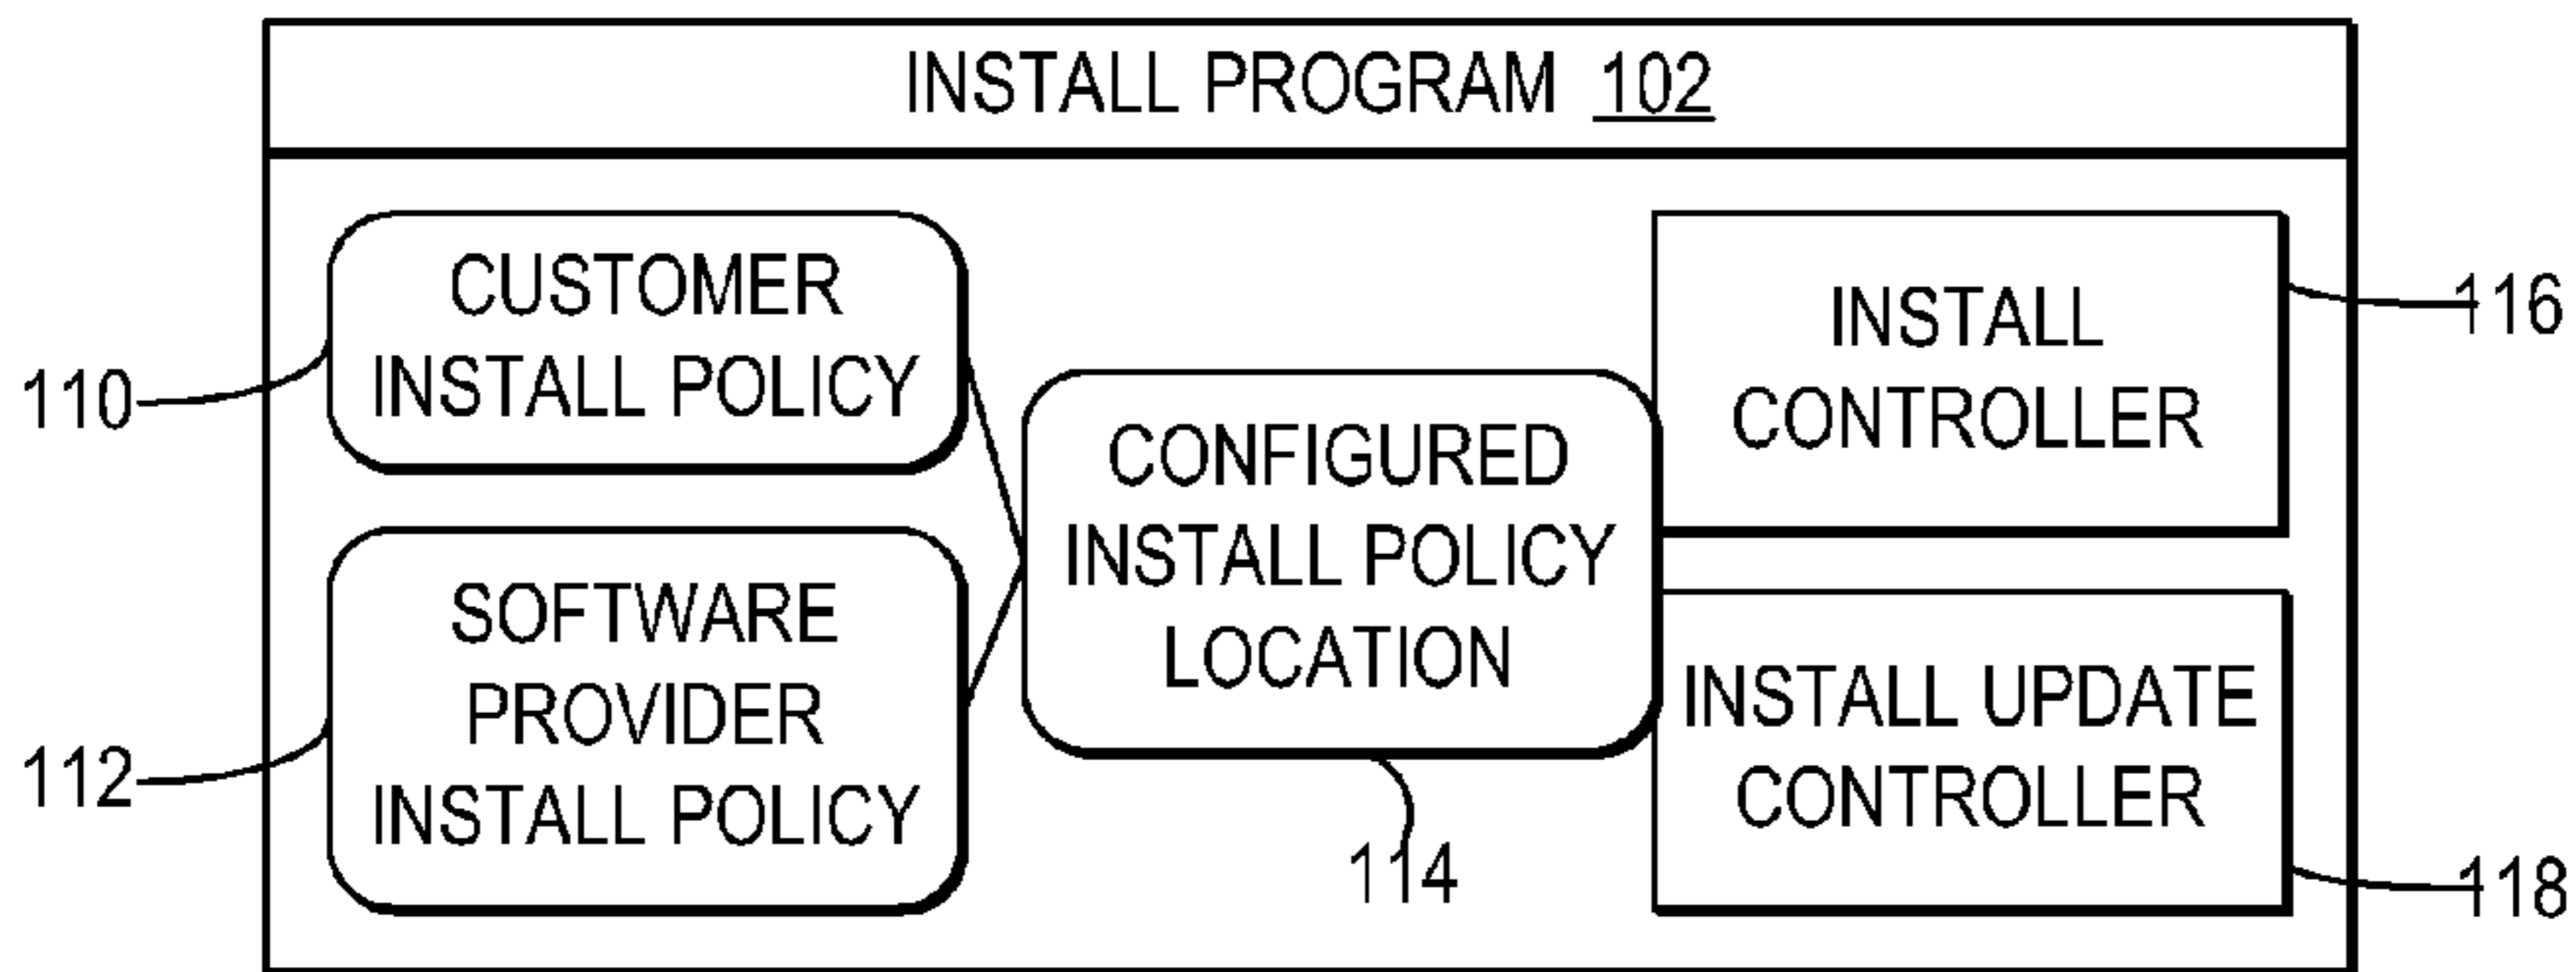 INSTALL PROGRAM 102
CUSTOMER
INSTALL POLICY
110
SOFTWARE
PROVIDER
INSTALL POLICY
112
CONFIGURED
INSTALL POLICY
LOCATION
114
INSTALL
CONTROLLER
116
INSTALL UPDATE
CONTROLLER
118